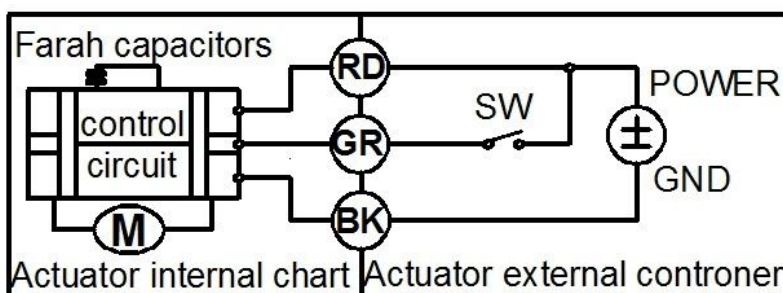 Farah capacitors
control
circuit
M
RD
GR
BK
SW
POWER
±
GND
Actuator internal chart
Actuator external controner